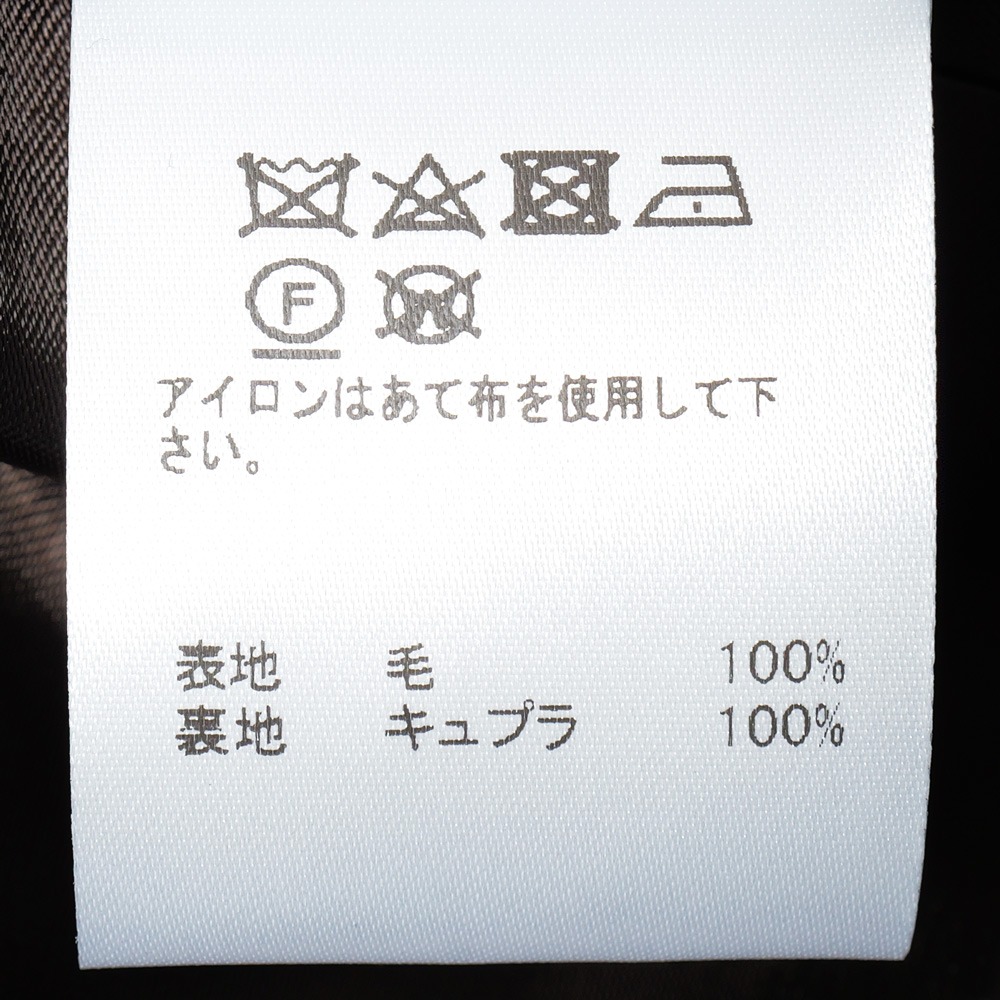 F
W
アイロンはあて布を使用して下
さい。
表地 毛 100%
裏地 キュプラ 100%